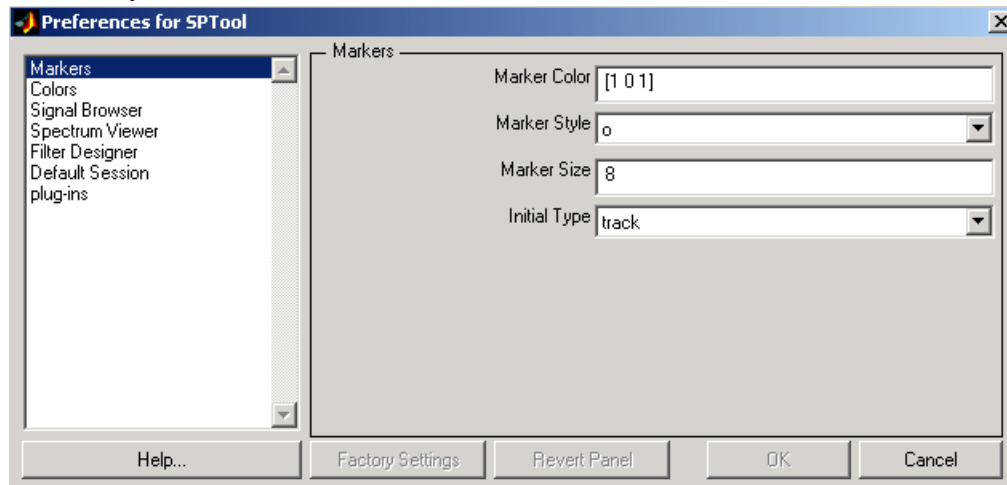 Preferences for SPTool
Markers
Colors
Signal Browser
Spectrum Viewer
Filter Designer
Default Session
plug-ins
Markers
Marker Color [1 0 1]
Marker Style o
Marker Size 8
Initial Type track
Help... Factory Settings Revert Panel OK Cancel